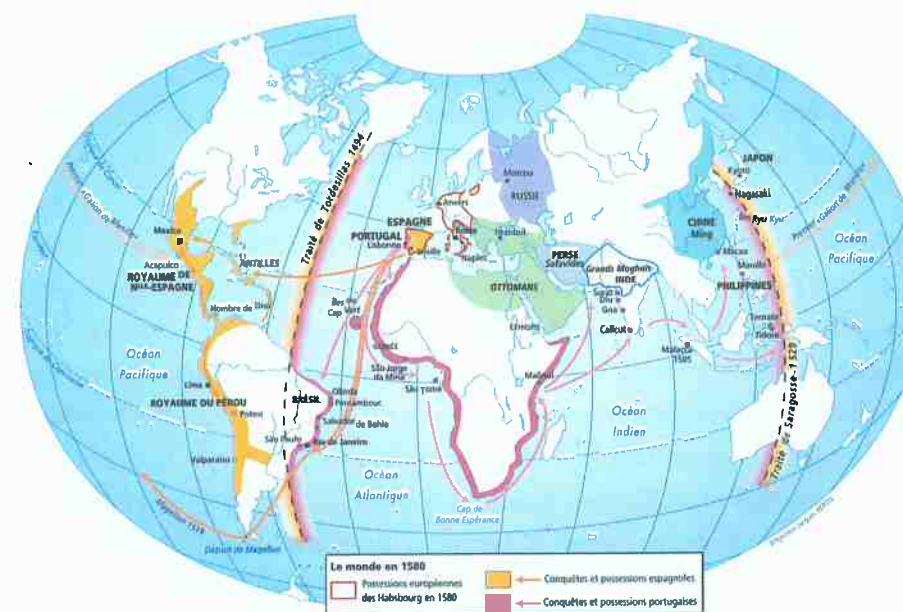 Traité de Tordesillas 1494
Moscou
RUSSIE
Anvers
ESPAGNE
PORTUGAL
Lisbonne
Grenade
Rome
Naples
Istanbul
OTTOMANS
PERSE
Safavides
Grands Moghols
INDE
Diu
Goa
Calicut
CHINE
Ming
JAPON
Kyoto
Nagasaki
Ryu Kyu
Macao
Manille
PHILIPPINES
Ternate
Tidore
Malacca
Océan
Pacifique
Mexico
Acapulco
ROYAUME DE
NLLE-ESPAGNE
ANTILLES
Nombre de Dios
Îles du
Cap Vert
São Jorge
da Mina
São Tomé
Malindi
Océan
Pacifique
Lima
ROYAUME DU PÉROU
Potosi
BRÉSIL
Olinda
Pernambouc
Salvador
de Bahia
São Paulo
Rio de Janeiro
Valparaiso
Océan
Atlantique
Océan
Indien
Cap de
Bonne Espérance
Traité de Saragosse-1529
Magellan 1519
Détroit de Magellan
Le monde en 1580
Possessions européennes
des Habsbourg en 1580
Conquêtes et possessions espagnoles
Conquêtes et possessions portugaises